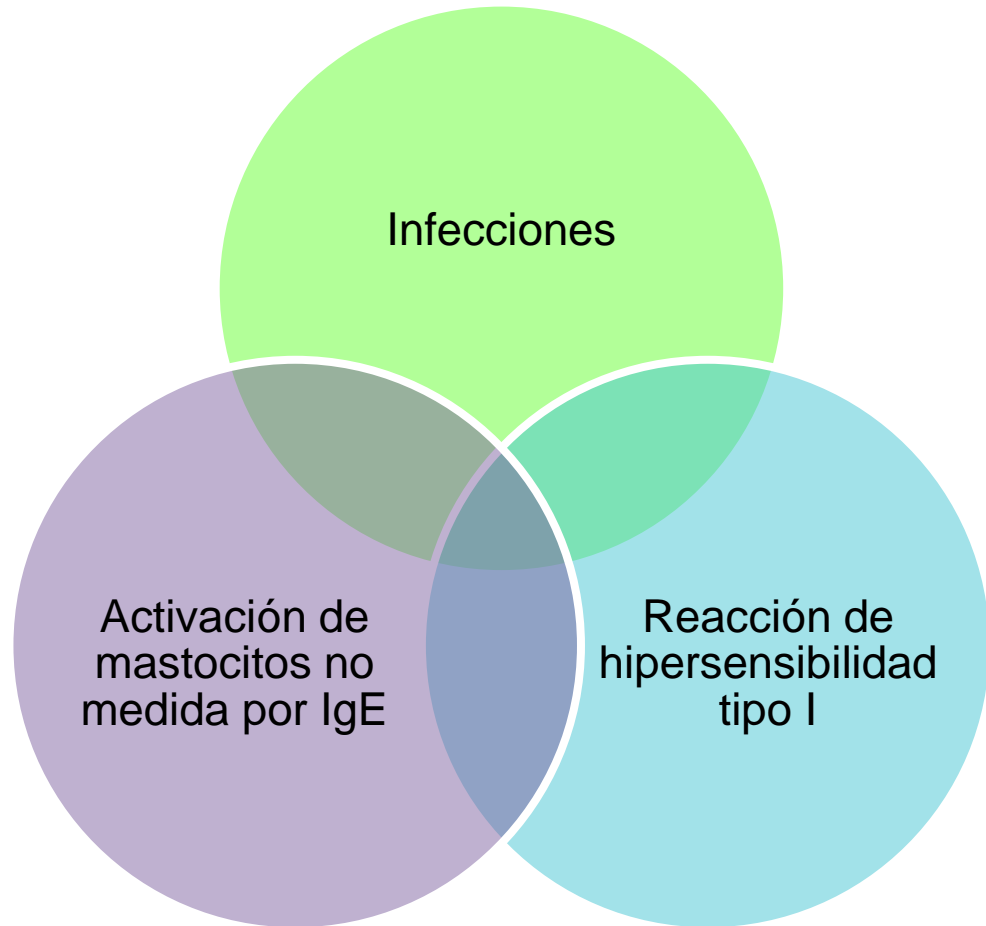 Infecciones
Activación de
mastocitos no
medida por IgE
Reacción de
hipersensibilidad
tipo I